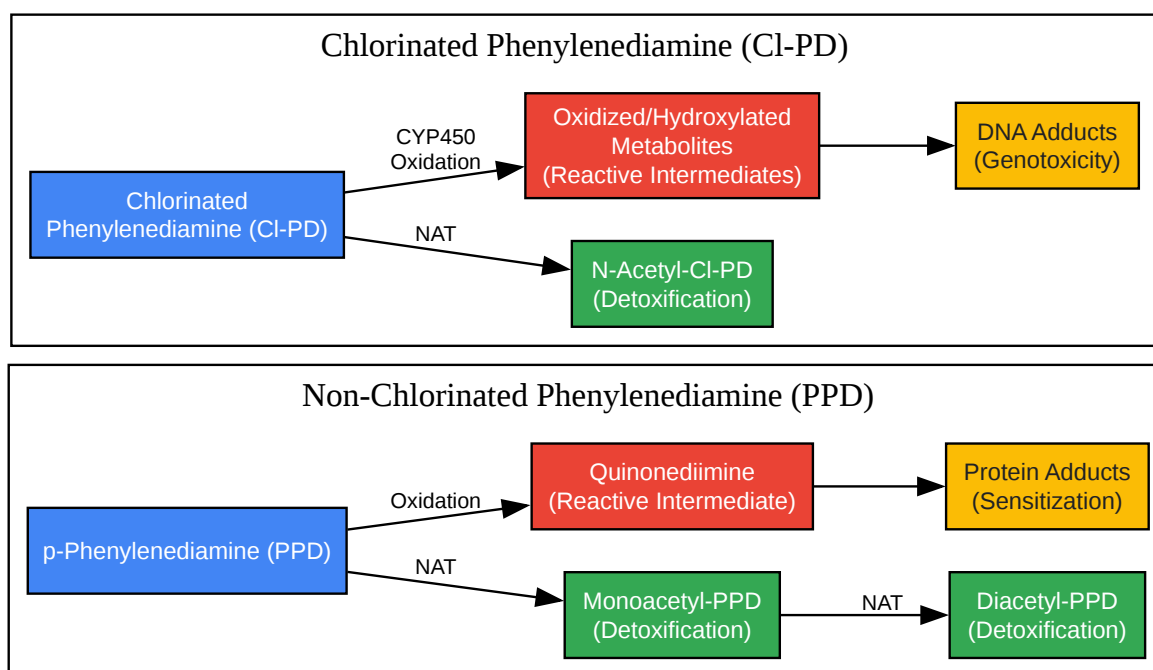 Chlorinated Phenylenediamine (Cl-PD)
Chlorinated
Phenylenediamine (Cl-PD)
CYP450
Oxidation
Oxidized/Hydroxylated
Metabolites
(Reactive Intermediates)
DNA Adducts
(Genotoxicity)
NAT
N-Acetyl-Cl-PD
(Detoxification)
Non-Chlorinated Phenylenediamine (PPD)
p-Phenylenediamine (PPD)
Oxidation
Quinonediimine
(Reactive Intermediate)
Protein Adducts
(Sensitization)
NAT
Monoacetyl-PPD
(Detoxification)
NAT
Diacetyl-PPD
(Detoxification)